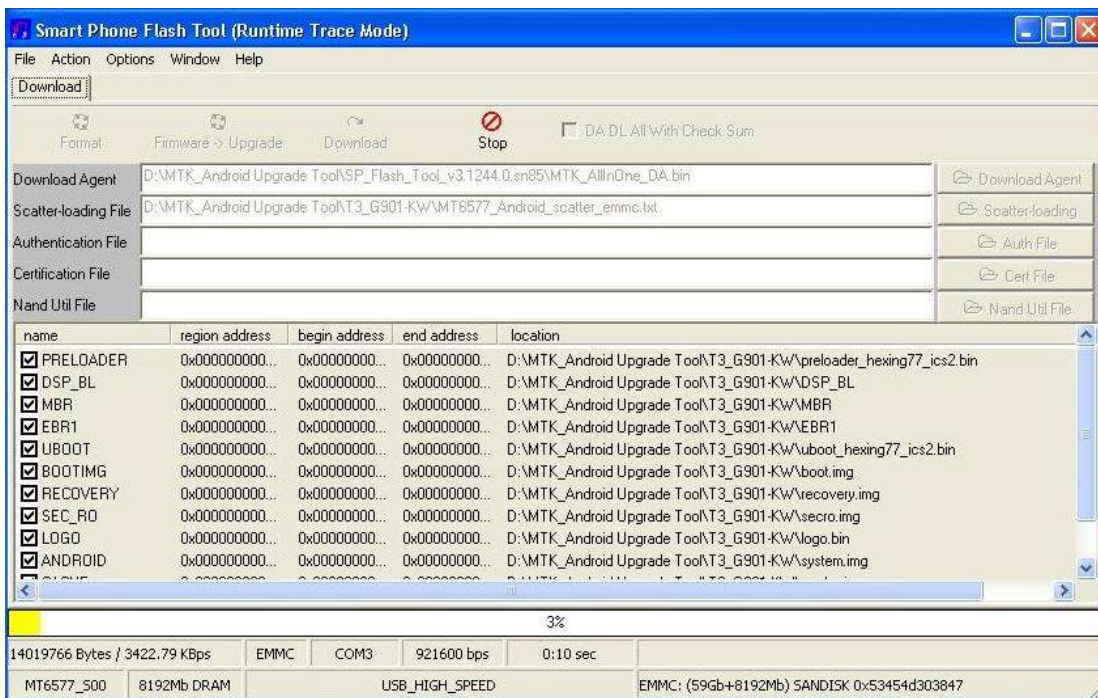 Smart Phone Flash Tool (Runtime Trace Mode)
File Action Options Window Help
Download
Format Firmware -> Upgrade Download Stop DA DL All With Check Sum
Download Agent D:\MTK_Android Upgrade Tool\SP_Flash_Tool_v3.1244.0.sn85\MTK_AllInOne_DA.bin Download Agent
Scatter-loading File D:\MTK_Android Upgrade Tool\T3_G901-KW\MT6577_Android_scatter_emmc.txt Scatter-loading
Authentication File Auth File
Certification File Cert File
Nand Util File Nand Util File
name region address begin address end address location
PRELOADER 0x000000000... 0x00000000... 0x00000000... D:\MTK_Android Upgrade Tool\T3_G901-KW\preloader_hexing77_ics2.bin
DSP_BL 0x000000000... 0x00000000... 0x00000000... D:\MTK_Android Upgrade Tool\T3_G901-KW\DSP_BL
MBR 0x000000000... 0x00000000... 0x00000000... D:\MTK_Android Upgrade Tool\T3_G901-KW\MBR
EBR1 0x000000000... 0x00000000... 0x00000000... D:\MTK_Android Upgrade Tool\T3_G901-KW\EBR1
UBOOT 0x000000000... 0x00000000... 0x00000000... D:\MTK_Android Upgrade Tool\T3_G901-KW\uboot_hexing77_ics2.bin
BOOTIMG 0x000000000... 0x00000000... 0x00000000... D:\MTK_Android Upgrade Tool\T3_G901-KW\boot.img
RECOVERY 0x000000000... 0x00000000... 0x00000000... D:\MTK_Android Upgrade Tool\T3_G901-KW\recovery.img
SEC_RO 0x000000000... 0x00000000... 0x00000000... D:\MTK_Android Upgrade Tool\T3_G901-KW\secro.img
LOGO 0x000000000... 0x00000000... 0x00000000... D:\MTK_Android Upgrade Tool\T3_G901-KW\logo.bin
ANDROID 0x000000000... 0x00000000... 0x00000000... D:\MTK_Android Upgrade Tool\T3_G901-KW\system.img
3%
14019766 Bytes / 3422.79 KBps EMMC COM3 921600 bps 0:10 sec
MT6577_S00 8192Mb DRAM USB_HIGH_SPEED EMMC: (59Gb+8192Mb) SANDISK 0x53454d303847